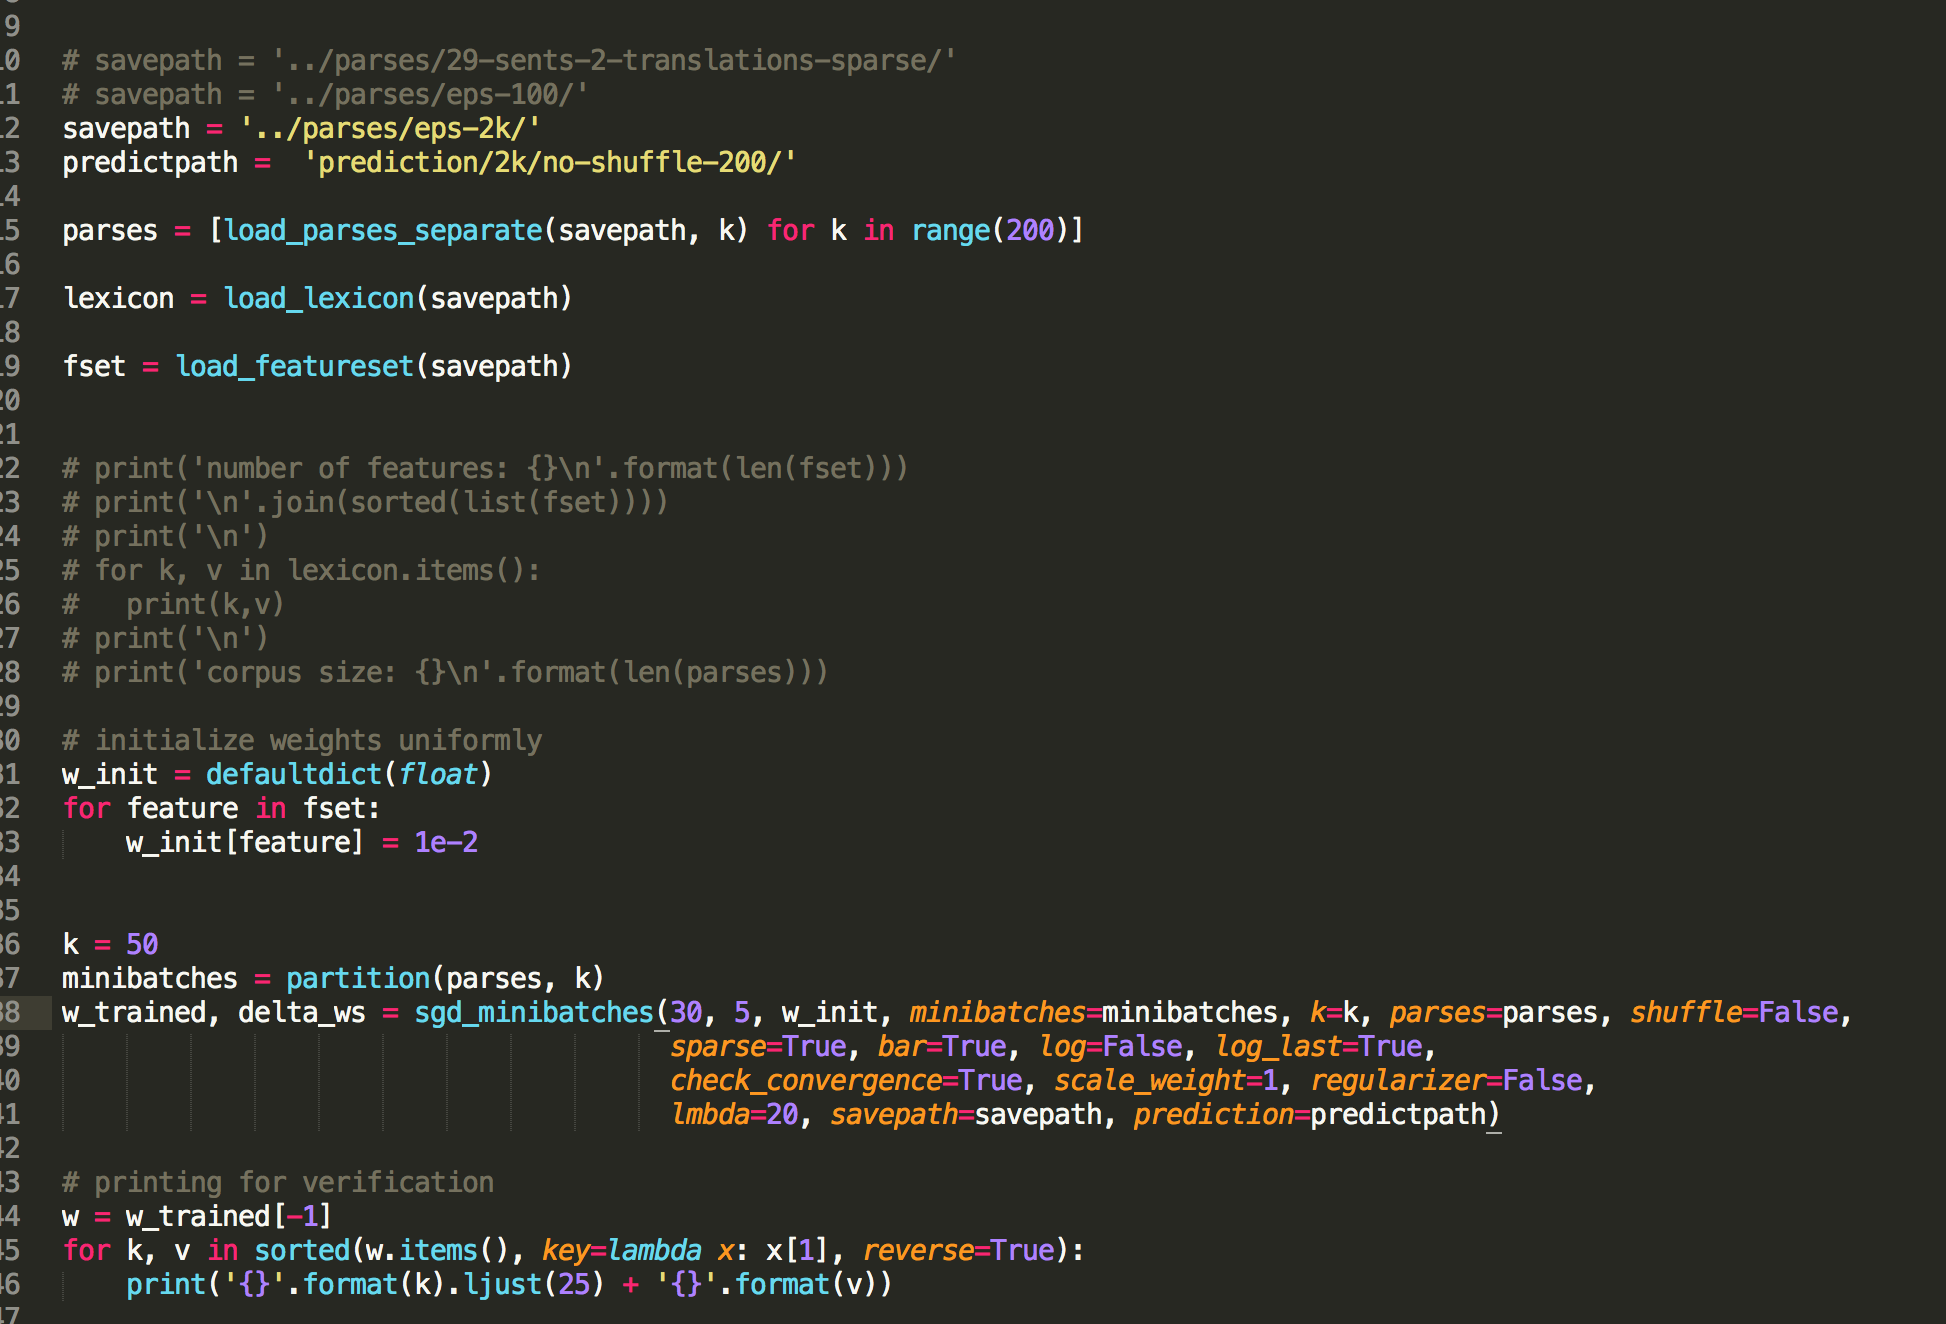 9
10 # savepath = '../parses/29-sents-2-translations-sparse/'
11 # savepath = '../parses/eps-100/'
12 savepath = '../parses/eps-2k/'
13 predictpath =  'prediction/2k/no-shuffle-200/'
14
15 parses = [load_parses_separate(savepath, k) for k in range(200)]
16
17 lexicon = load_lexicon(savepath)
18
19 fset = load_featureset(savepath)
20
21
22 # print('number of features: {}\n'.format(len(fset)))
23 # print('\n'.join(sorted(list(fset))))
24 # print('\n')
25 # for k, v in lexicon.items():
26 #   print(k,v)
27 # print('\n')
28 # print('corpus size: {}\n'.format(len(parses)))
29
30 # initialize weights uniformly
31 w_init = defaultdict(float)
32 for feature in fset:
33     w_init[feature] = 1e-2
34
35
36 k = 50
37 minibatches = partition(parses, k)
38 w_trained, delta_ws = sgd_minibatches(30, 5, w_init, minibatches=minibatches, k=k, parses=parses, shuffle=False,
39                                       sparse=True, bar=True, log=False, log_last=True,
40                                       check_convergence=True, scale_weight=1, regularizer=False,
41                                       lmbda=20, savepath=savepath, prediction=predictpath)
42
43 # printing for verification
44 w = w_trained[-1]
45 for k, v in sorted(w.items(), key=lambda x: x[1], reverse=True):
46     print('{}'.format(k).ljust(25) + '{}'.format(v))
47